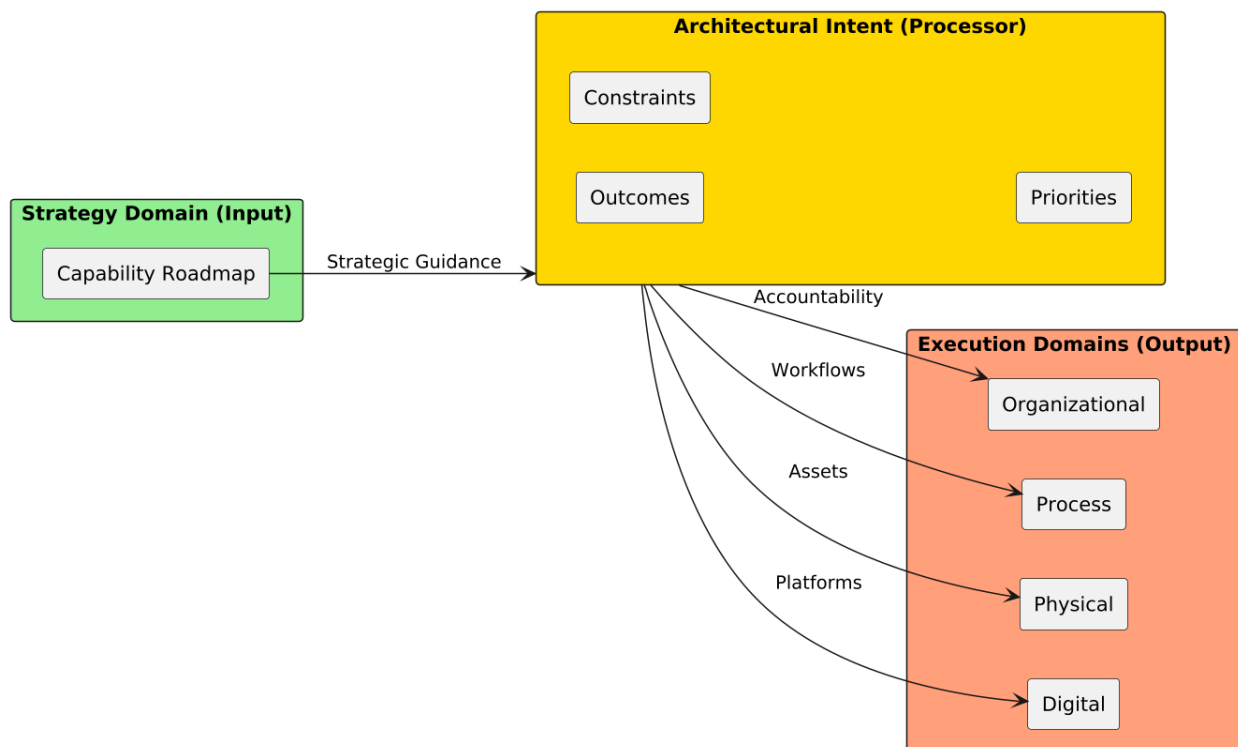 Architectural Intent (Processor)
Constraints
Outcomes
Priorities
Strategy Domain (Input)
Capability Roadmap
Strategic Guidance
Accountability
Workflows
Assets
Platforms
Execution Domains (Output)
Organizational
Process
Physical
Digital